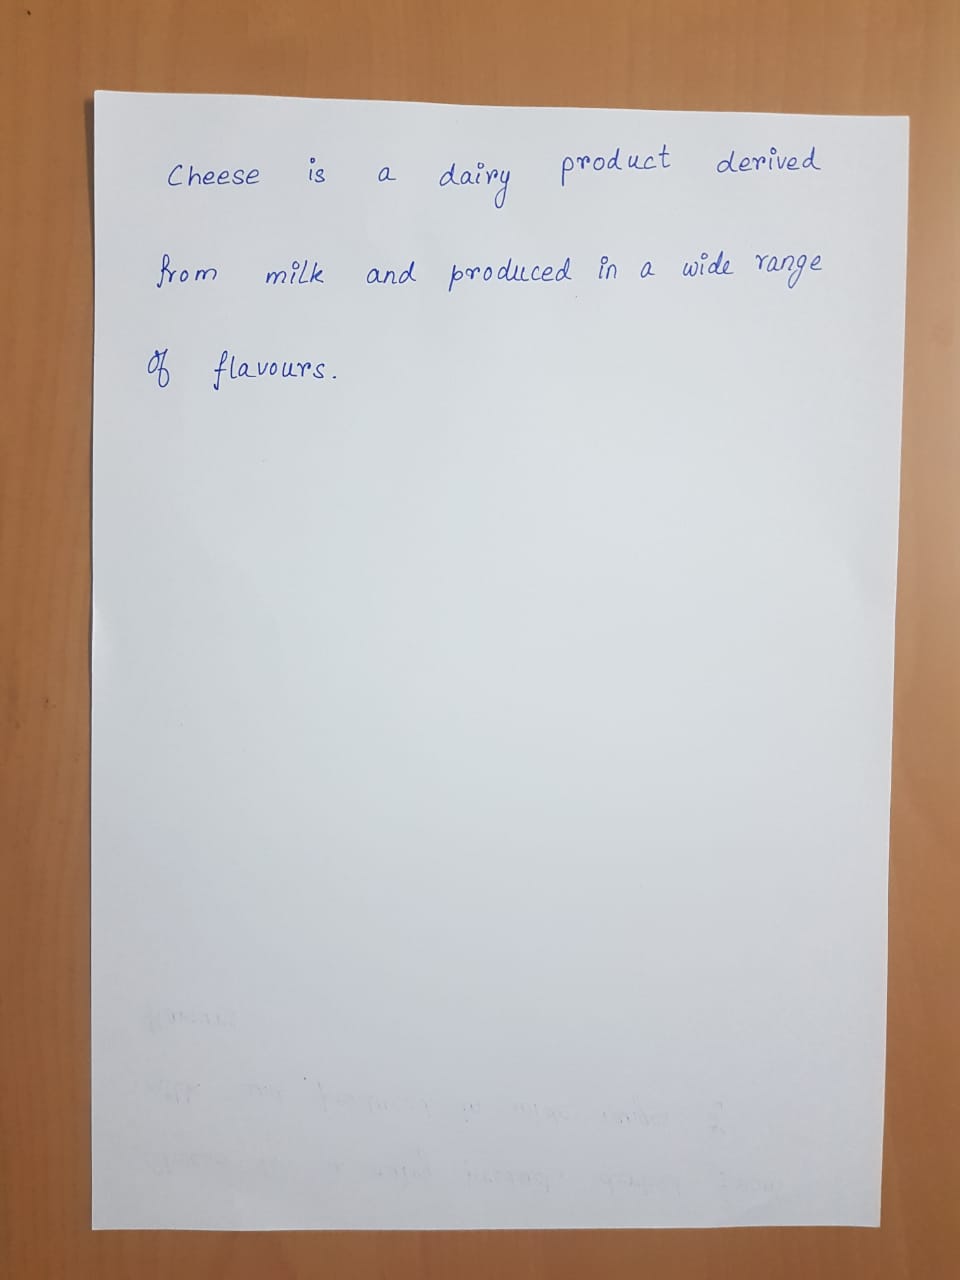 Cheese is a dairy product derived
from milk and produced in a wide range
of flavours.